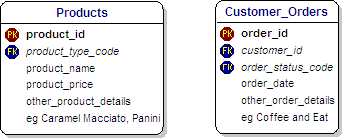 Products
PK product_id
FK product_type_code
product_name
product_price
other_product_details
eg Caramel Macciato, Panini
Customer_Orders
PK order_id
FK customer_id
FK order_status_code
order_date
other_order_details
eg Coffee and Eat